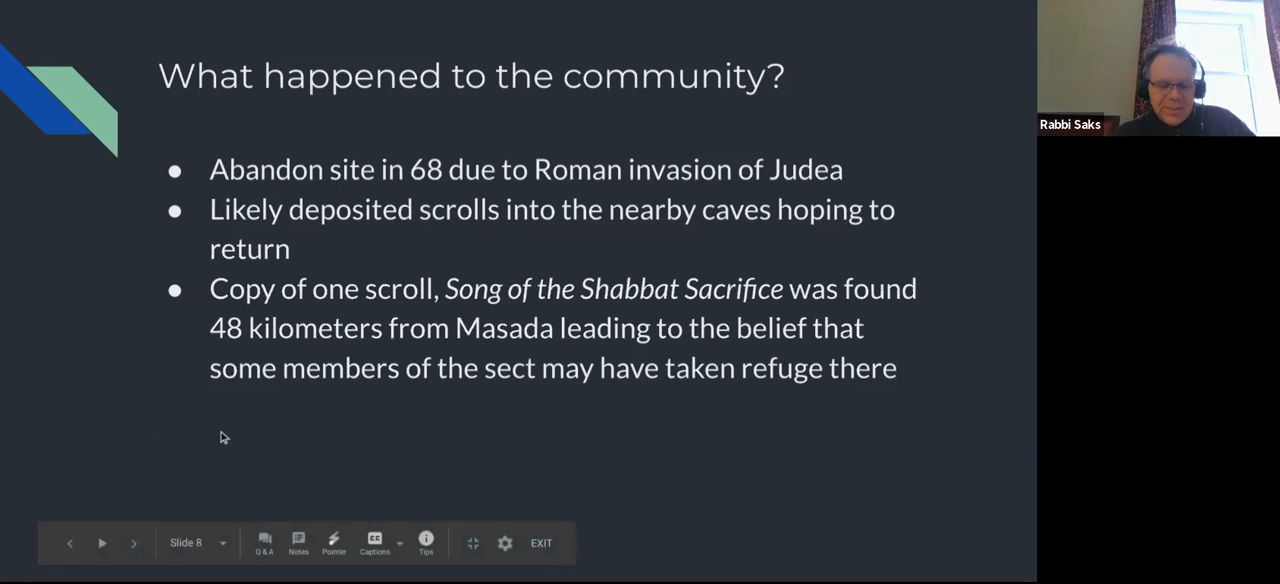 What happened to the community?
● Abandon site in 68 due to Roman invasion of Judea
● Likely deposited scrolls into the nearby caves hoping to
return
● Copy of one scroll, Song of the Shabbat Sacrifice was found
48 kilometers from Masada leading to the belief that
some members of the sect may have taken refuge there
Rabbi Saks
Slide 8
Q & A
Notes
Pointer
CC
Captions
Tips
EXIT